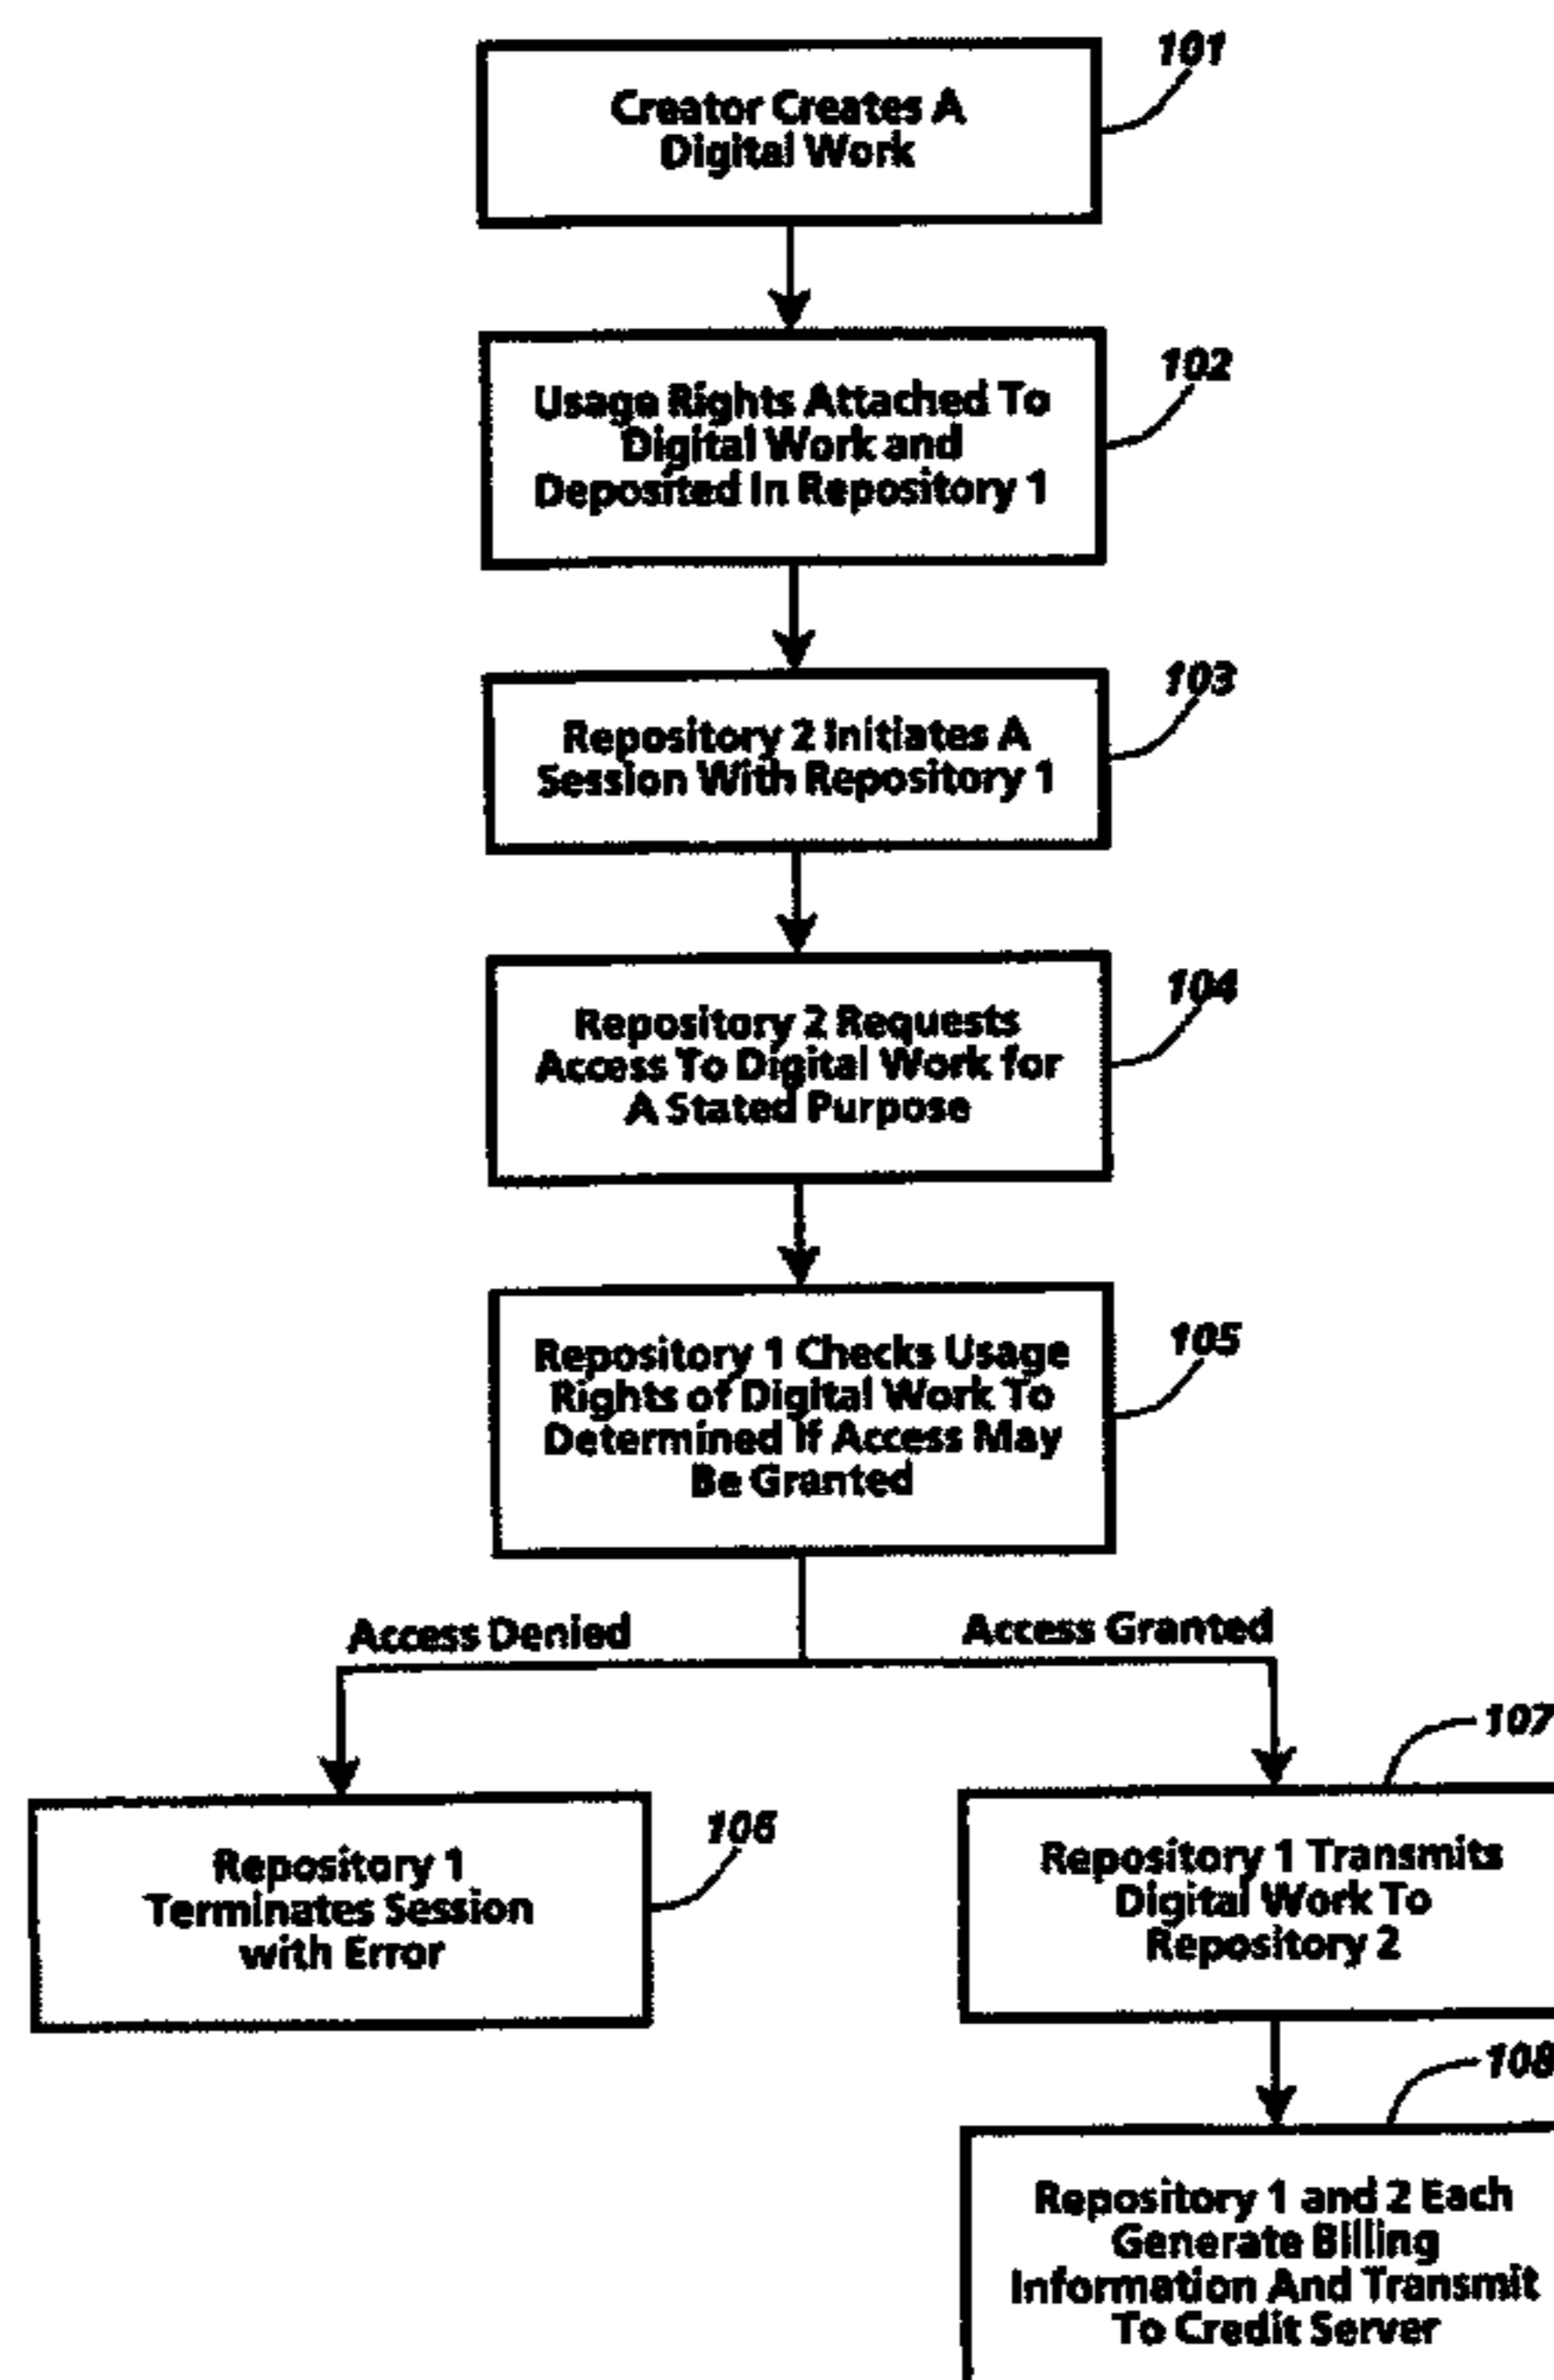 101
Creator Creates A
Digital Work
102
Usage Rights Attached To
Digital Work and
Deposited In Repository 1
103
Repository 2 Initiates A
Session With Repository 1
104
Repository 2 Requests
Access To Digital Work for
A Stated Purpose
105
Repository 1 Checks Usage
Rights of Digital Work To
Determined If Access May
Be Granted
Access Denied
Access Granted
107
106
Repository 1
Terminates Session
with Error
Repository 1 Transmits
Digital Work To
Repository 2
108
Repository 1 and 2 Each
Generate Billing
Information And Transmit
To Credit Server